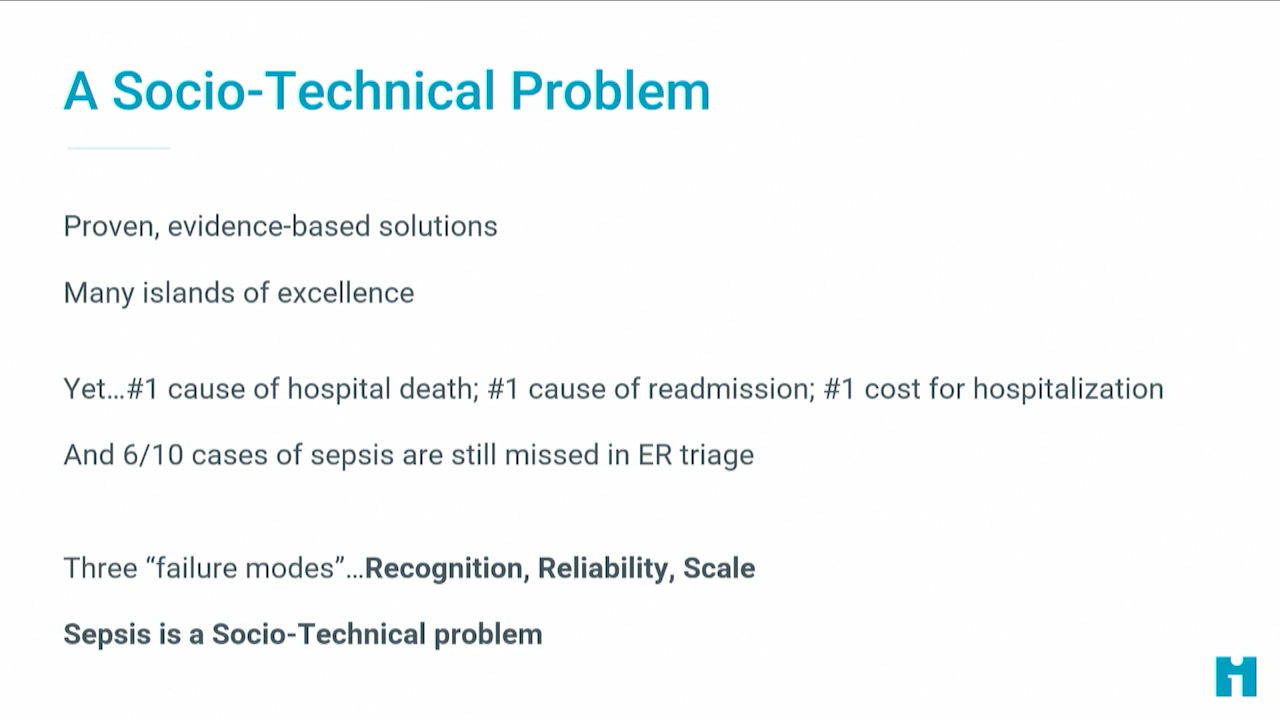 A Socio-Technical Problem
Proven, evidence-based solutions
Many islands of excellence
Yet...#1 cause of hospital death; #1 cause of readmission; #1 cost for hospitalization
And 6/10 cases of sepsis are still missed in ER triage
Three “failure modes”...Recognition, Reliability, Scale
Sepsis is a Socio-Technical problem